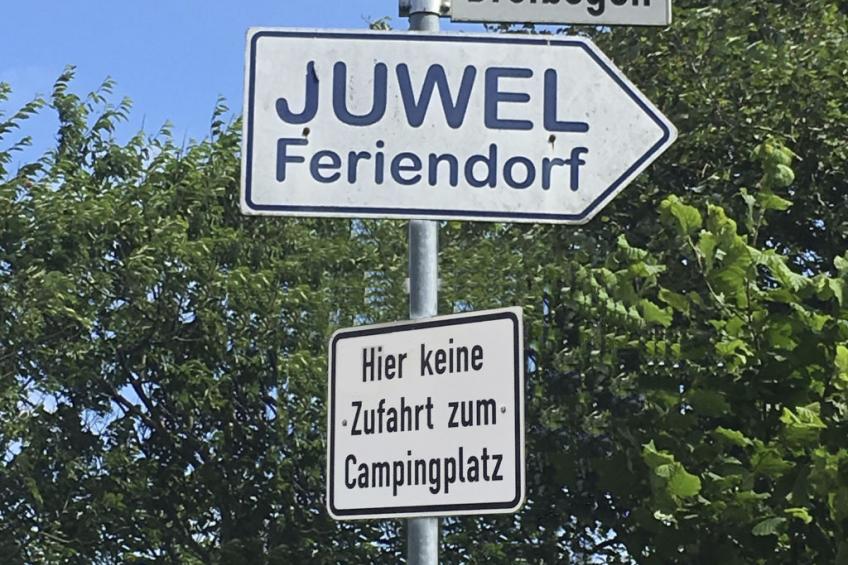 JUWEL
Feriendorf
Hier keine
Zufahrt zum
Campingplatz